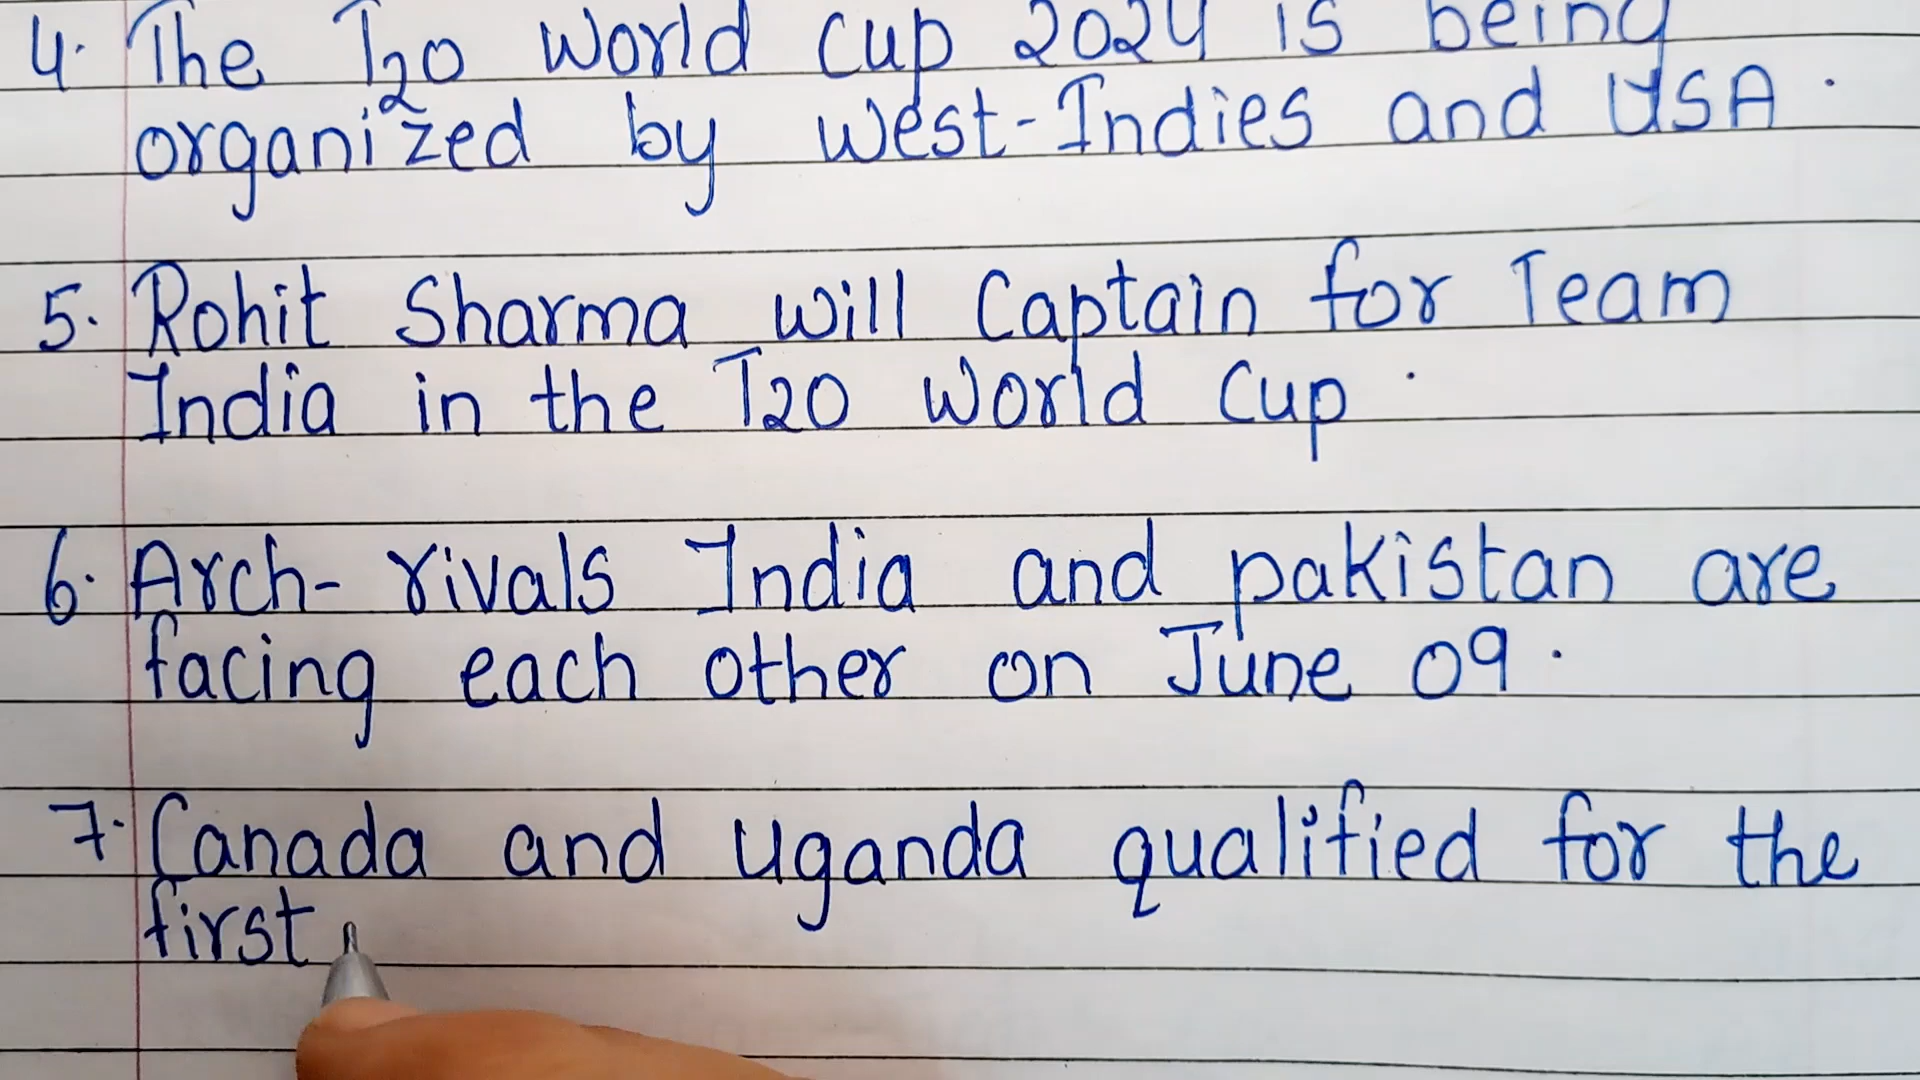 4. The T20 World Cup 2024 is being
organized by West-Indies and USA.
5. Rohit Sharma will Captain for Team
India in the T20 World Cup.
6. Arch-rivals India and pakistan are
facing each other on June 09.
7. Canada and Uganda qualified for the
first